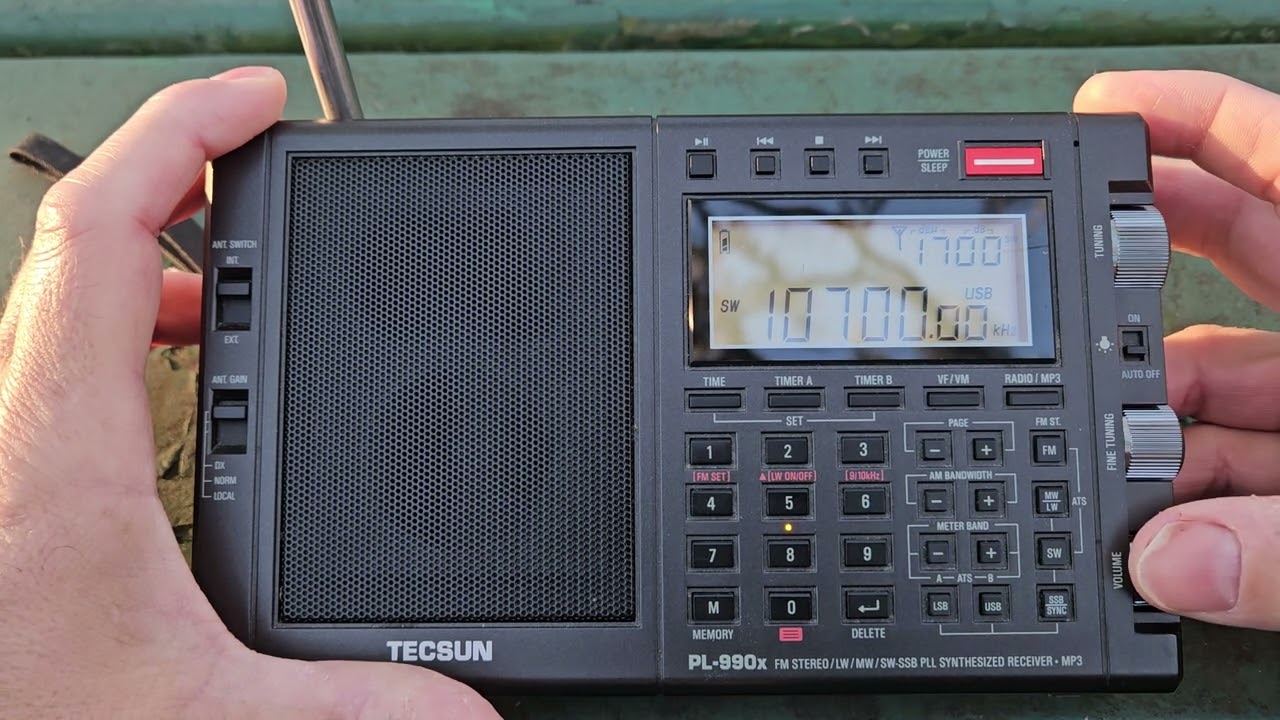 POWER
SLEEP
ANT. SWITCH
INT.
EXT.
ANT. GAIN
DX
NORM
LOCAL
dBµ dB
1700
USB
SW
10700.00 kHz
TUNING
ON
AUTO OFF
FINE TUNING
VOLUME
TIME TIMER A TIMER B VF/VM RADIO / MP3
SET
PAGE
FM ST.
1 2 3 - + FM
[FM SET] [LW ON/OFF] [9/10kHz]
AM BANDWIDTH
4 5 6 - + MW
LW
ATS
METER BAND
7 8 9 - + SW
A ATS B
M 0 LSB USB SSB
SYNC
MEMORY DELETE
TECSUN
PL-990x FM STEREO / LW / MW / SW-SSB PLL SYNTHESIZED RECEIVER • MP3